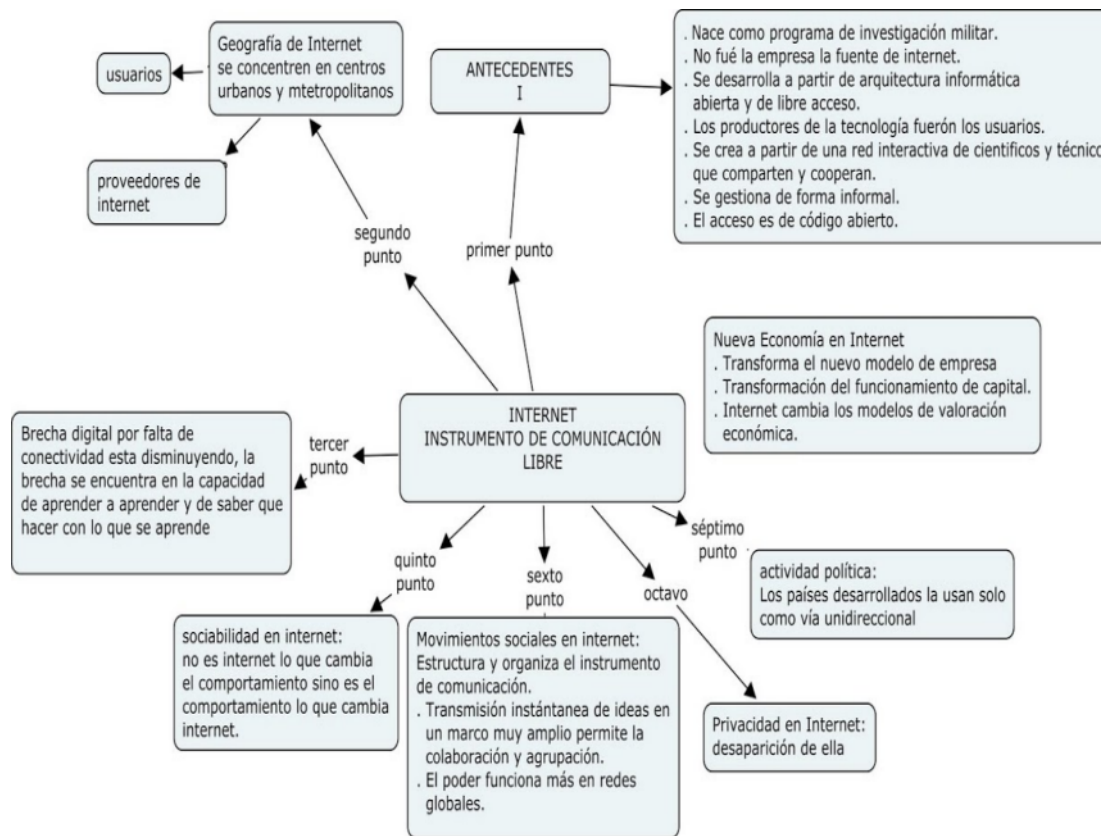 Geografía de Internet
se concentren en centros
urbanos y mtetropolitanos
usuarios
proveedores de
internet
segundo
punto
ANTECEDENTES
I
primer punto
. Nace como programa de investigación militar.
. No fué la empresa la fuente de internet.
. Se desarrolla a partir de arquitectura informática
abierta y de libre acceso.
. Los productores de la tecnología fuerón los usuarios.
. Se crea a partir de una red interactiva de cientificos y técnico
que comparten y cooperan.
. Se gestiona de forma informal.
. El acceso es de código abierto.
Nueva Economía en Internet
. Transforma el nuevo modelo de empresa
. Transformación del funcionamiento de capital.
. Internet cambia los modelos de valoración
económica.
INTERNET
INSTRUMENTO DE COMUNICACIÓN
LIBRE
tercer
punto
Brecha digital por falta de
conectividad esta disminuyendo, la
brecha se encuentra en la capacidad
de aprender a aprender y de saber que
hacer con lo que se aprende
quinto
punto
sociabilidad en internet:
no es internet lo que cambia
el comportamiento sino es el
comportamiento lo que cambia
internet.
sexto
punto
Movimientos sociales en internet:
Estructura y organiza el instrumento
de comunicación.
. Transmisión instántanea de ideas en
un marco muy amplio permite la
colaboración y agrupación.
. El poder funciona más en redes
globales.
octavo
Privacidad en Internet:
desaparición de ella
séptimo
punto
actividad política:
Los países desarrollados la usan solo
como vía unidireccional